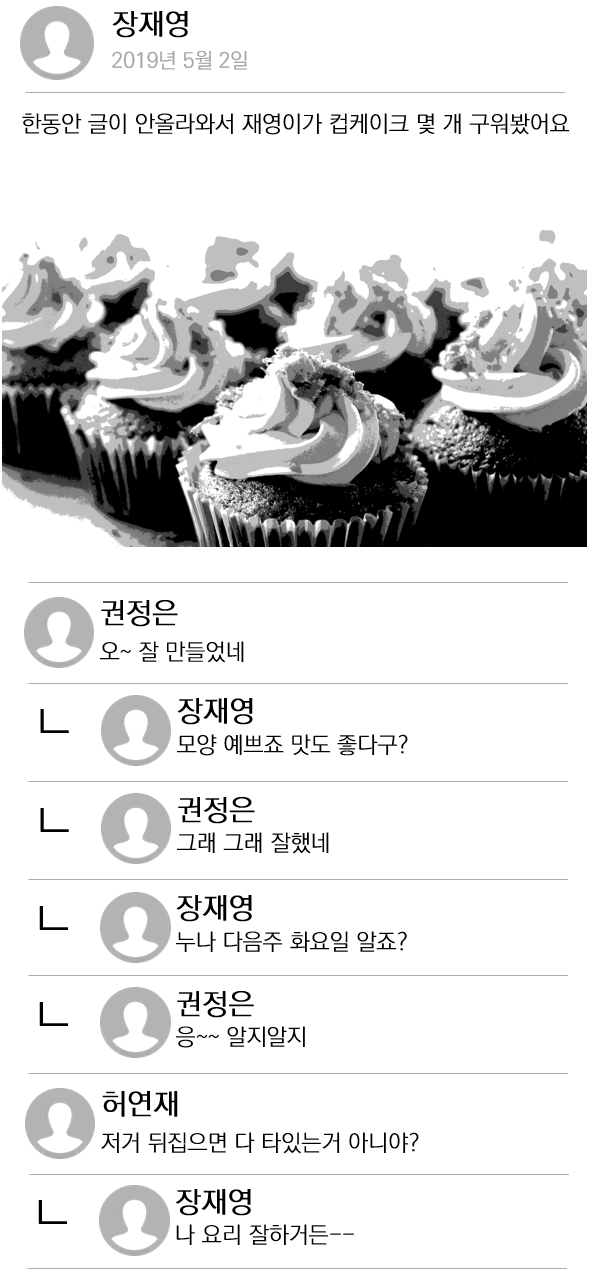 장재영
2019년 5월 2일
한동안 글이 안올라와서 재영이가 컵케이크 몇 개 구워봤어요
권정은
오~ 잘 만들었네
ㄴ
장재영
모양 예쁘죠 맛도 좋다구?
ㄴ
권정은
그래 그래 잘했네
ㄴ
장재영
누나 다음주 화요일 알죠?
ㄴ
권정은
응~~ 알지알지
허연재
저거 뒤집으면 다 타있는거 아니야?
ㄴ
장재영
나 요리 잘하거든--